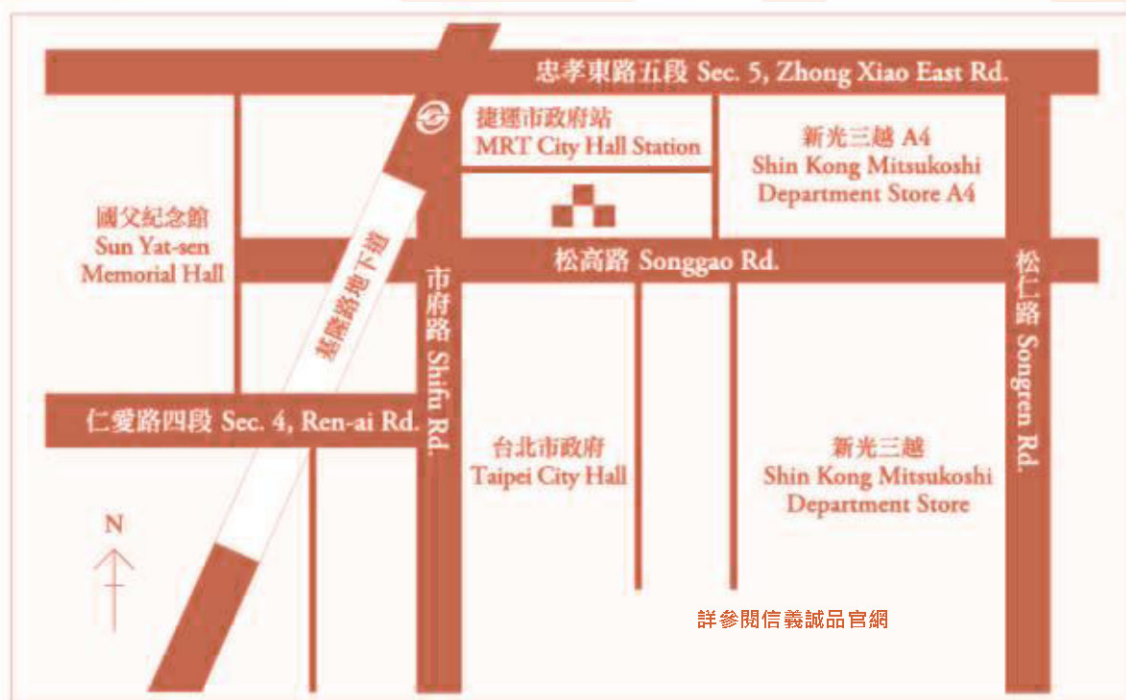 忠孝東路五段 Sec. 5, Zhong Xiao East Rd.
捷運市政府站
MRT City Hall Station
新光三越 A4
Shin Kong Mitsukoshi
Department Store A4
國父紀念館
Sun Yat-sen
Memorial Hall
基隆路地下道
松高路 Songgao Rd.
市府路 Shifu Rd.
松仁路 Songren Rd.
仁愛路四段 Sec. 4, Ren-ai Rd.
台北市政府
Taipei City Hall
新光三越
Shin Kong Mitsukoshi
Department Store
N
詳參閱信義誠品官網